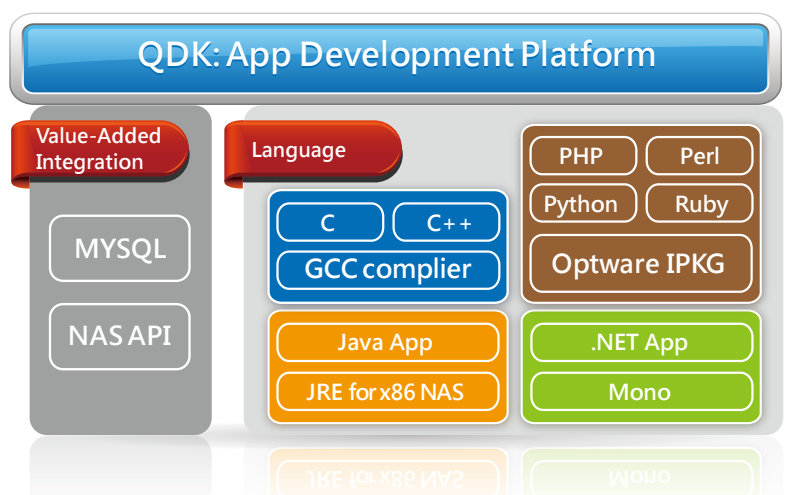 QDK: App Development Platform
Value-Added
Integration
MYSQL
NAS API
Language
C
C++
GCC complier
PHP
Perl
Python
Ruby
Optware IPKG
Java App
JRE for x86 NAS
.NET App
Mono